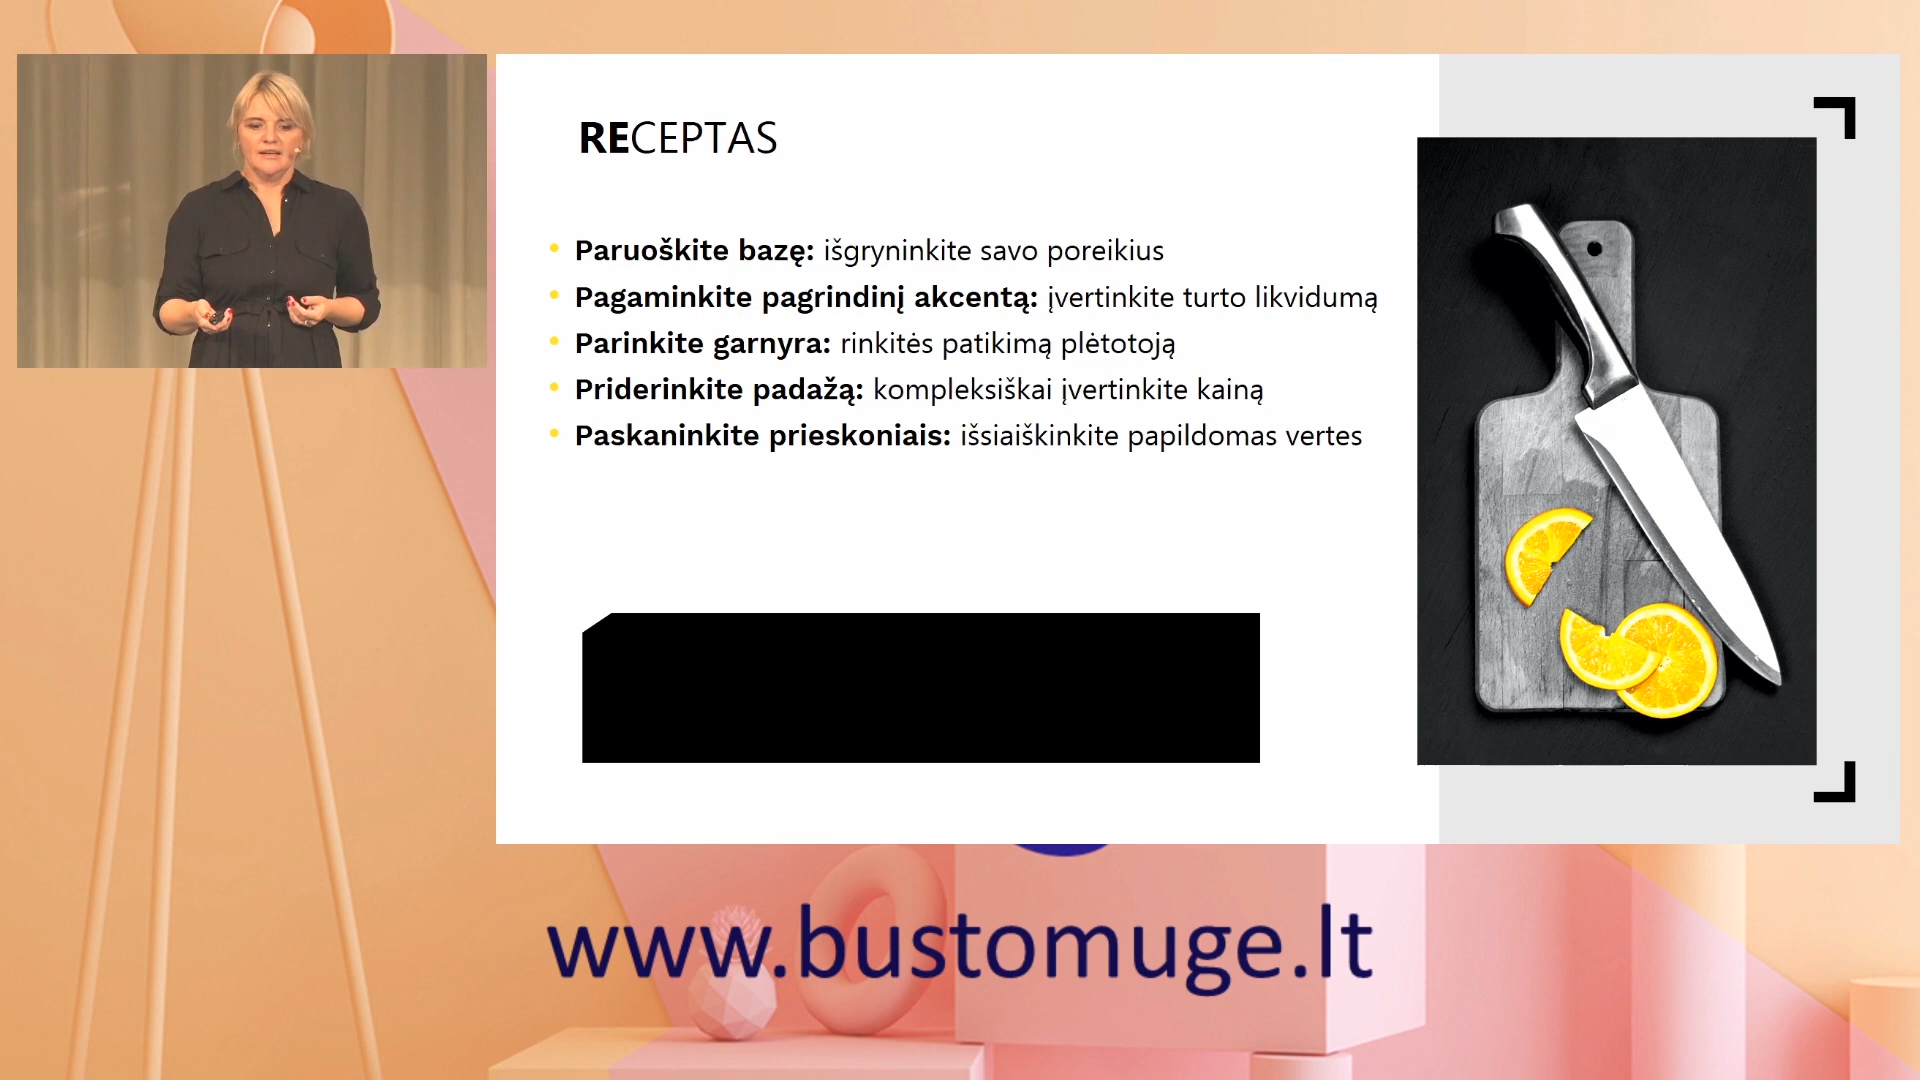 RECEPTAS
• Paruoškite bazę: išgryninkite savo poreikius
• Pagaminkite pagrindinį akcentą: įvertinkite turto likvidumą
• Parinkite garnyra: rinkitės patikimą plėtotoją
• Priderinkite padažą: kompleksiškai įvertinkite kainą
• Paskaninkite prieskoniais: išsiaiškinkite papildomas vertes
www.bustomuge.lt